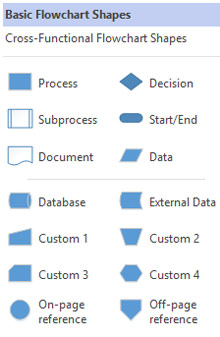 Basic Flowchart Shapes
Cross-Functional Flowchart Shapes
Process
Decision
Subprocess
Start/End
Document
Data
Database
External Data
Custom 1
Custom 2
Custom 3
Custom 4
On-page
reference
Off-page
reference